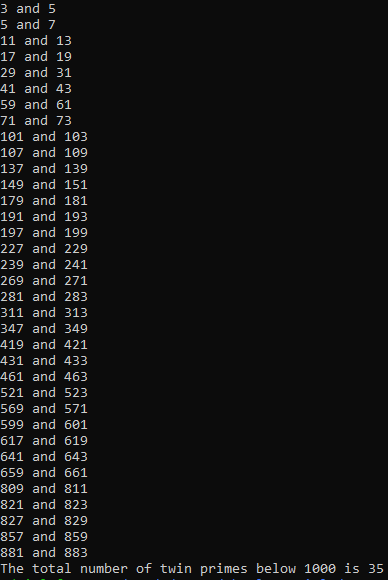 3 and 5
5 and 7
11 and 13
17 and 19
29 and 31
41 and 43
59 and 61
71 and 73
101 and 103
107 and 109
137 and 139
149 and 151
179 and 181
191 and 193
197 and 199
227 and 229
239 and 241
269 and 271
281 and 283
311 and 313
347 and 349
419 and 421
431 and 433
461 and 463
521 and 523
569 and 571
599 and 601
617 and 619
641 and 643
659 and 661
809 and 811
821 and 823
827 and 829
857 and 859
881 and 883
The total number of twin primes below 1000 is 35